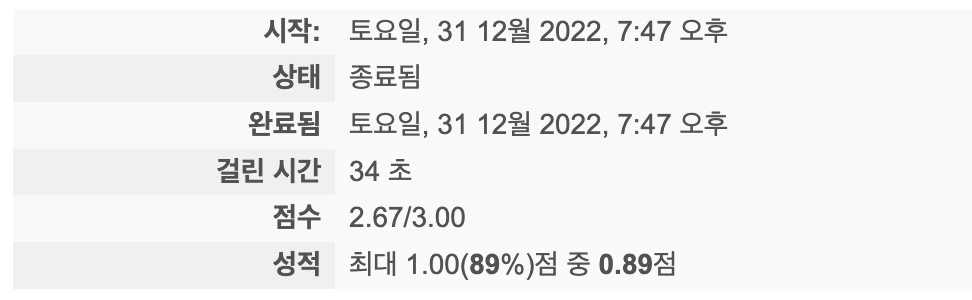 시작: 토요일, 31 12월 2022, 7:47 오후
상태 종료됨
완료됨 토요일, 31 12월 2022, 7:47 오후
걸린 시간 34 초
점수 2.67/3.00
성적 최대 1.00(89%)점 중 0.89점